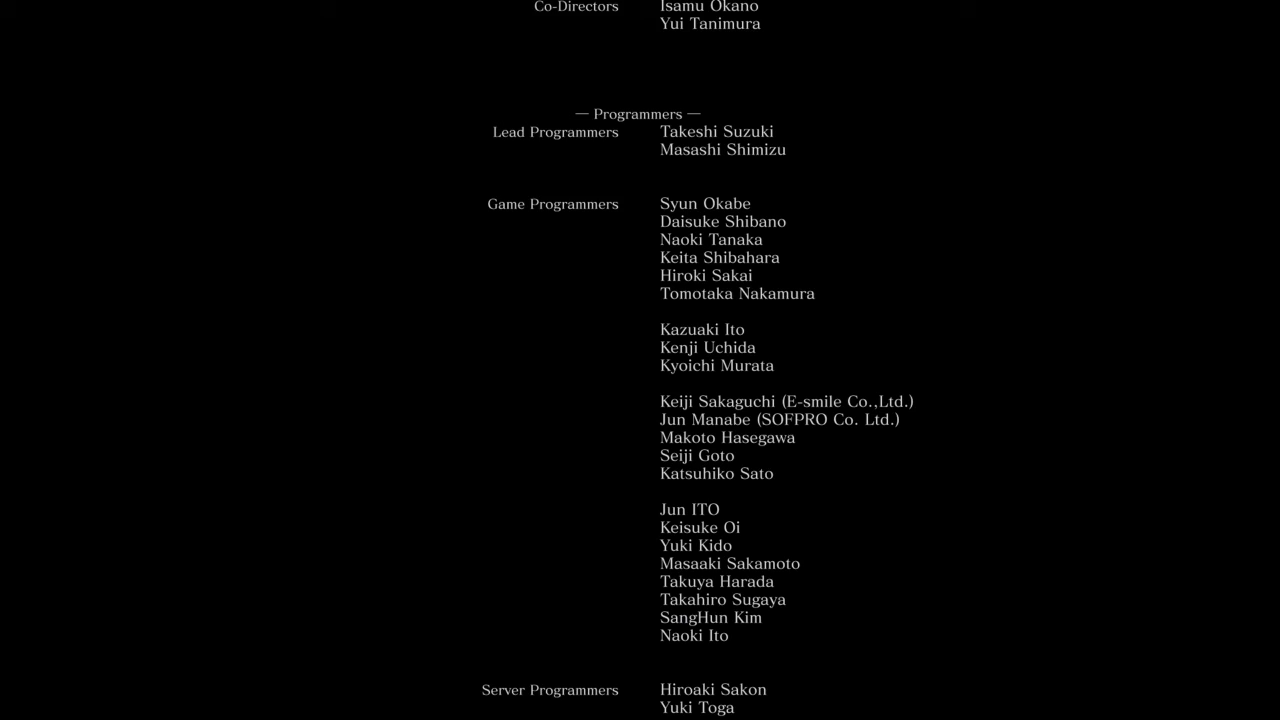 Co-Directors Isamu Okano
Yui Tanimura
— Programmers —
Lead Programmers Takeshi Suzuki
Masashi Shimizu
Game Programmers Syun Okabe
Daisuke Shibano
Naoki Tanaka
Keita Shibahara
Hiroki Sakai
Tomotaka Nakamura
Kazuaki Ito
Kenji Uchida
Kyoichi Murata
Keiji Sakaguchi (E-smile Co.,Ltd.)
Jun Manabe (SOFPRO Co. Ltd.)
Makoto Hasegawa
Seiji Goto
Katsuhiko Sato
Jun ITO
Keisuke Oi
Yuki Kido
Masaaki Sakamoto
Takuya Harada
Takahiro Sugaya
SangHun Kim
Naoki Ito
Server Programmers Hiroaki Sakon
Yuki Toga